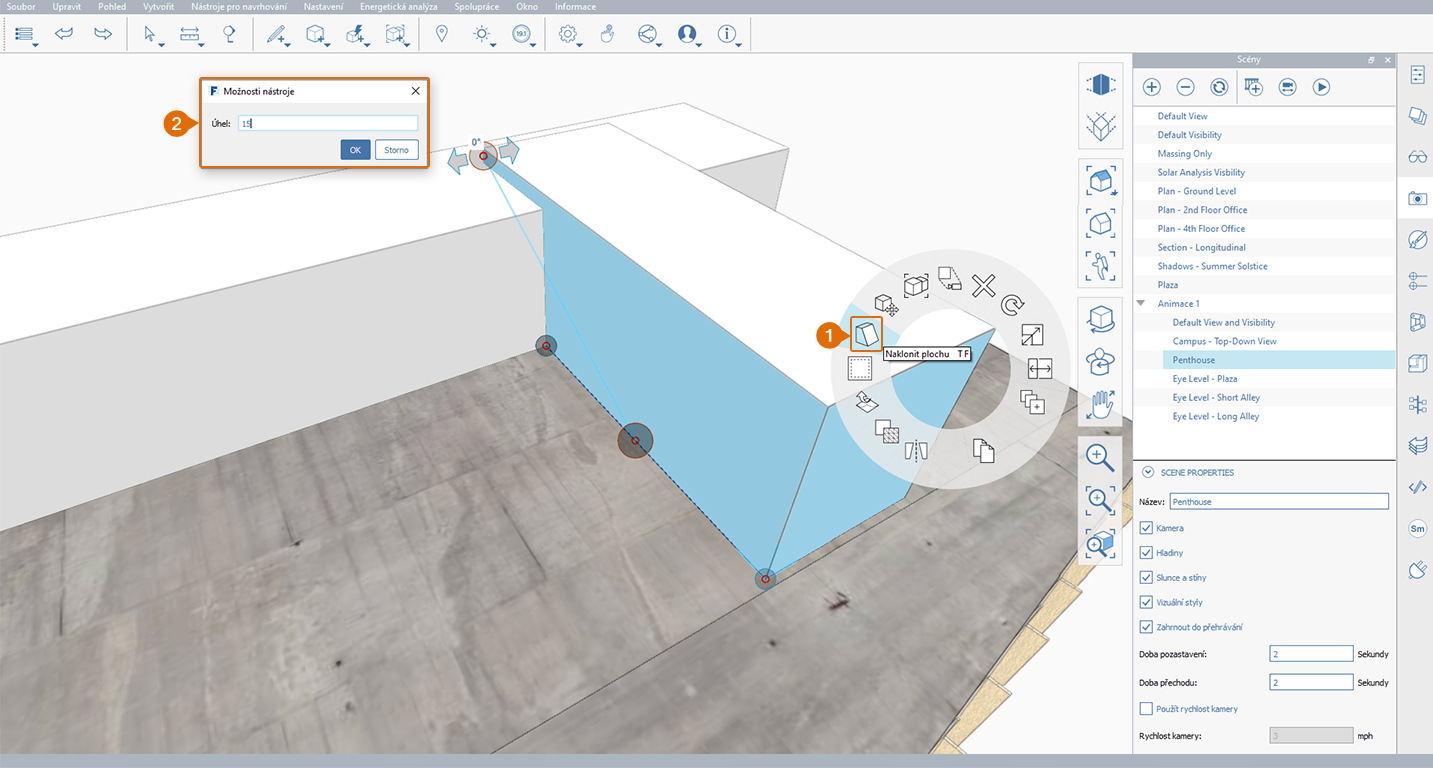 Soubor Upravit Pohled Vytvořit Nástroje pro navrhování Nastavení Energetická analýza Spolupráce Okno Informace
19.1
F Možnosti nástroje
2
Úhel: 15
OK Storno
0°
1
Naklonit plochu TF
Scény
Default View
Default Visibility
Massing Only
Solar Analysis Visbility
Plan - Ground Level
Plan - 2nd Floor Office
Plan - 4th Floor Office
Section - Longitudinal
Shadows - Summer Solstice
Plaza
Animace 1
Default View and Visibility
Campus - Top-Down View
Penthouse
Eye Level - Plaza
Eye Level - Short Alley
Eye Level - Long Alley
SCENE PROPERTIES
Název: Penthouse
Kamera
Hladiny
Slunce a stíny
Vizuální styly
Zahrnout do přehrávání
Doba pozastavení: 2 Sekundy
Doba přechodu: 2 Sekundy
Použít rychlost kamery
Rychlost kamery: 3 mph
Sm